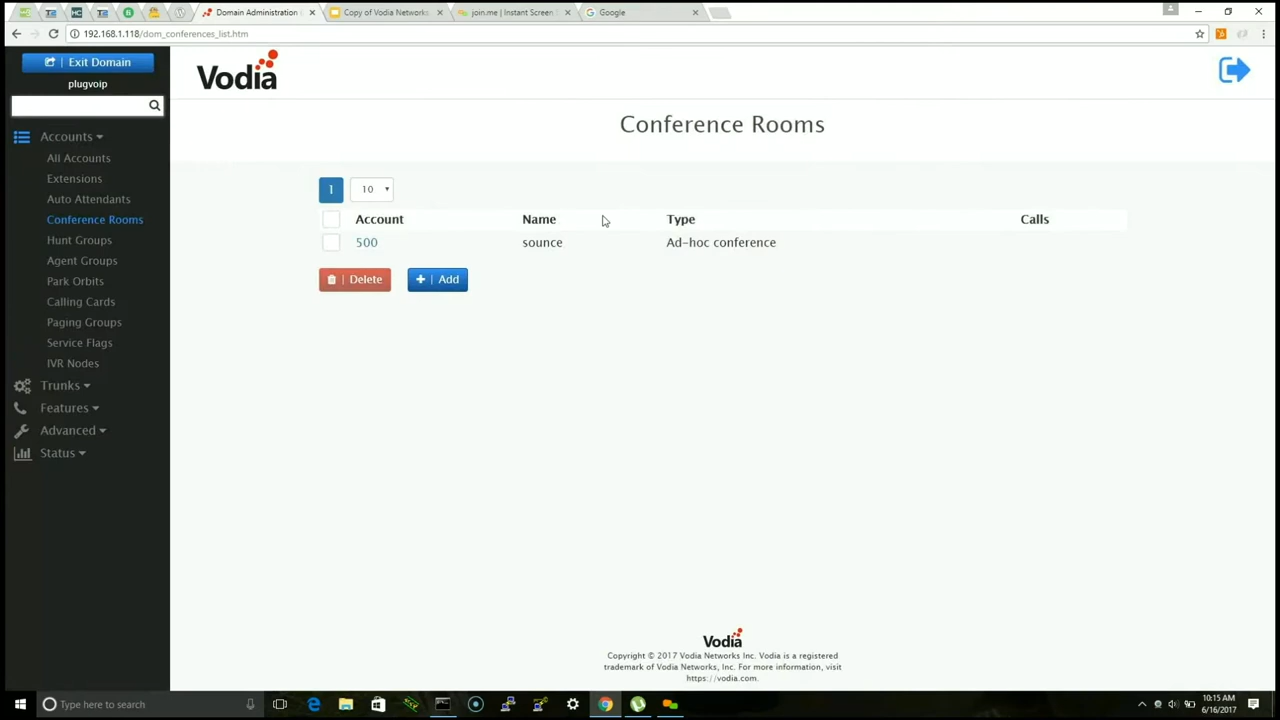 Domain Administration
Copy of Vodia Networks
join.me | Instant Screen
Google
192.168.1.118/dom_conferences_list.htm
Exit Domain
plugvoip
Vodia
Conference Rooms
Accounts
All Accounts
Extensions
Auto Attendants
Conference Rooms
Hunt Groups
Agent Groups
Park Orbits
Calling Cards
Paging Groups
Service Flags
IVR Nodes
Trunks
Features
Advanced
Status
1 10
Account Name Type Calls
500 sounce Ad-hoc conference
| Delete + | Add
Vodia
Copyright © 2017 Vodia Networks Inc. Vodia is a registered
trademark of Vodia Networks, Inc. For more information, visit
https://vodia.com.
Type here to search
10:15 AM
6/16/2017